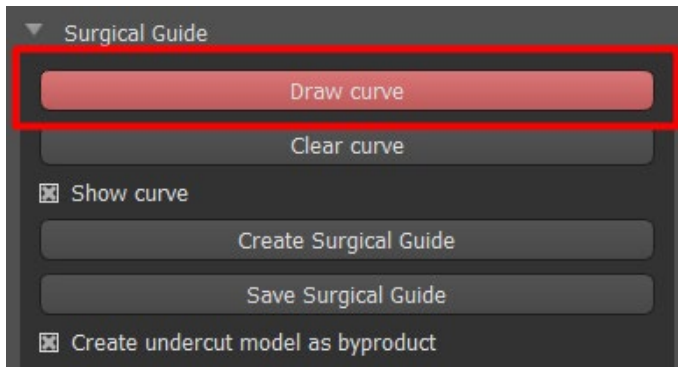 Surgical Guide
Draw curve
Clear curve
Show curve
Create Surgical Guide
Save Surgical Guide
Create undercut model as byproduct